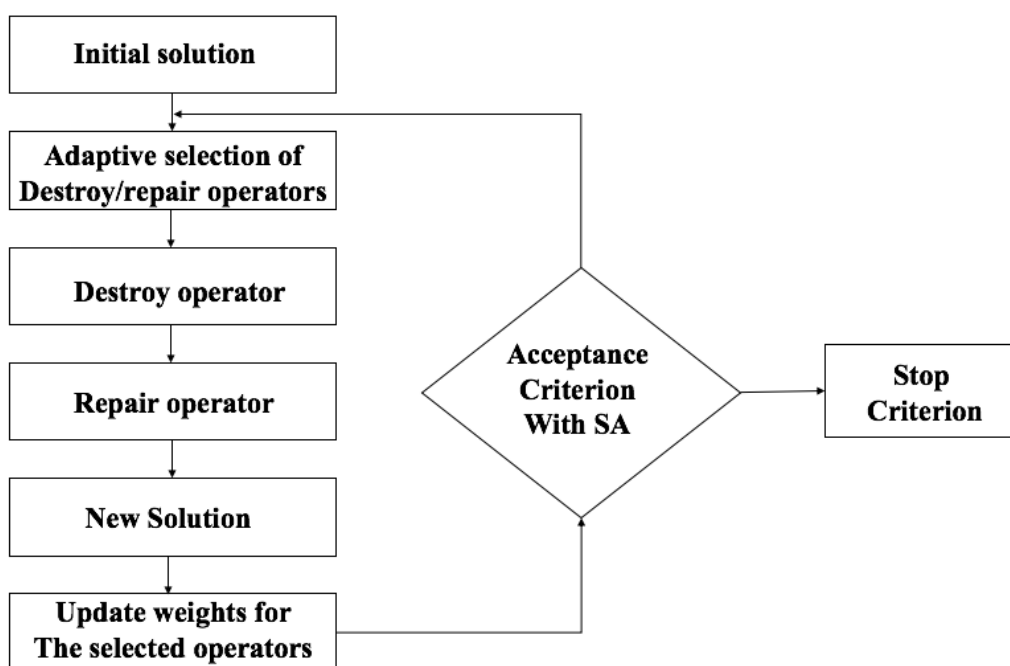 Initial solution
Adaptive selection of
Destroy/repair operators
Destroy operator
Repair operator
New Solution
Update weights for
The selected operators
Acceptance
Criterion
With SA
Stop
Criterion